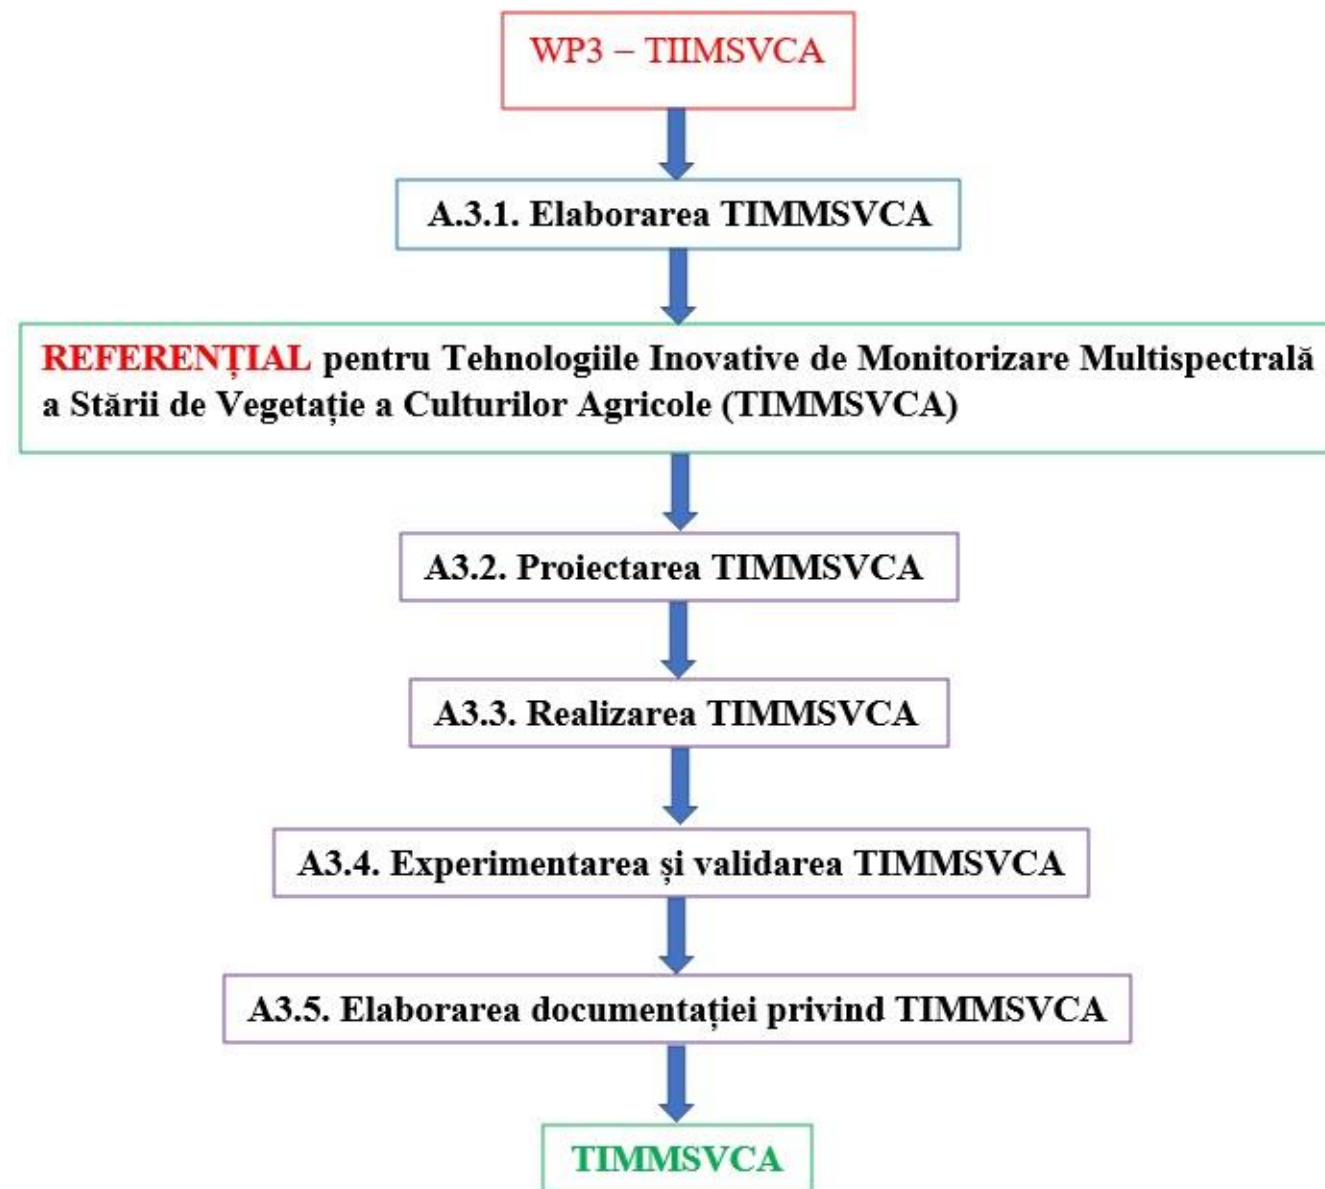 WP3 – TIIMSVCA
A.3.1. Elaborarea TIMMSVCA
REFERENȚIAL pentru Tehnologiile Inovative de Monitorizare Multispectrală
a Stării de Vegetație a Culturilor Agricole (TIMMSVCA)
A3.2. Proiectarea TIMMSVCA
A3.3. Realizarea TIMMSVCA
A3.4. Experimentarea și validarea TIMMSVCA
A3.5. Elaborarea documentației privind TIMMSVCA
TIMMSVCA